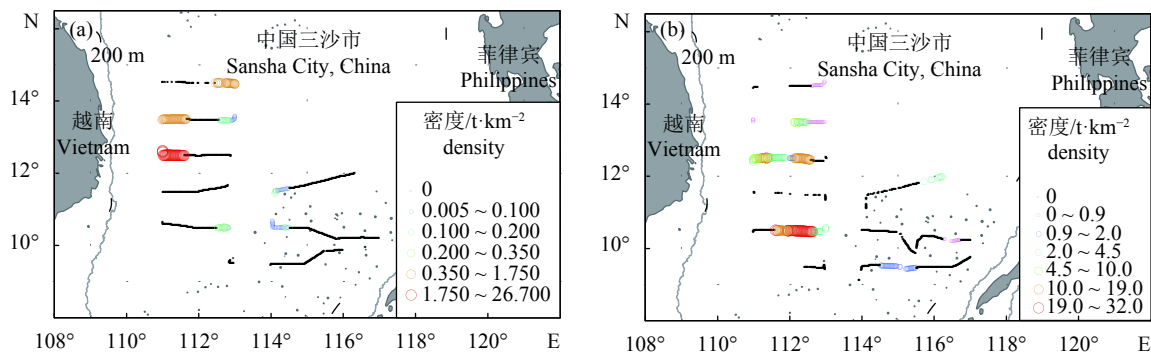 N
(a)
中国三沙市
Sansha City, China
200 m
菲律宾
Philippines
14°
越南
Vietnam
12°
10°
密度/t·km⁻²
density
0
0.005 ~ 0.100
0.100 ~ 0.200
0.200 ~ 0.350
0.350 ~ 1.750
1.750 ~ 26.700
108° 110° 112° 114° 116° 118° 120° E
N
(b)
中国三沙市
Sansha City, China
200 m
菲律宾
Philippines
14°
越南
Vietnam
12°
10°
密度/t·km⁻²
density
0
0 ~ 0.9
0.9 ~ 2.0
2.0 ~ 4.5
4.5 ~ 10.0
10.0 ~ 19.0
19.0 ~ 32.0
108° 110° 112° 114° 116° 118° 120° E